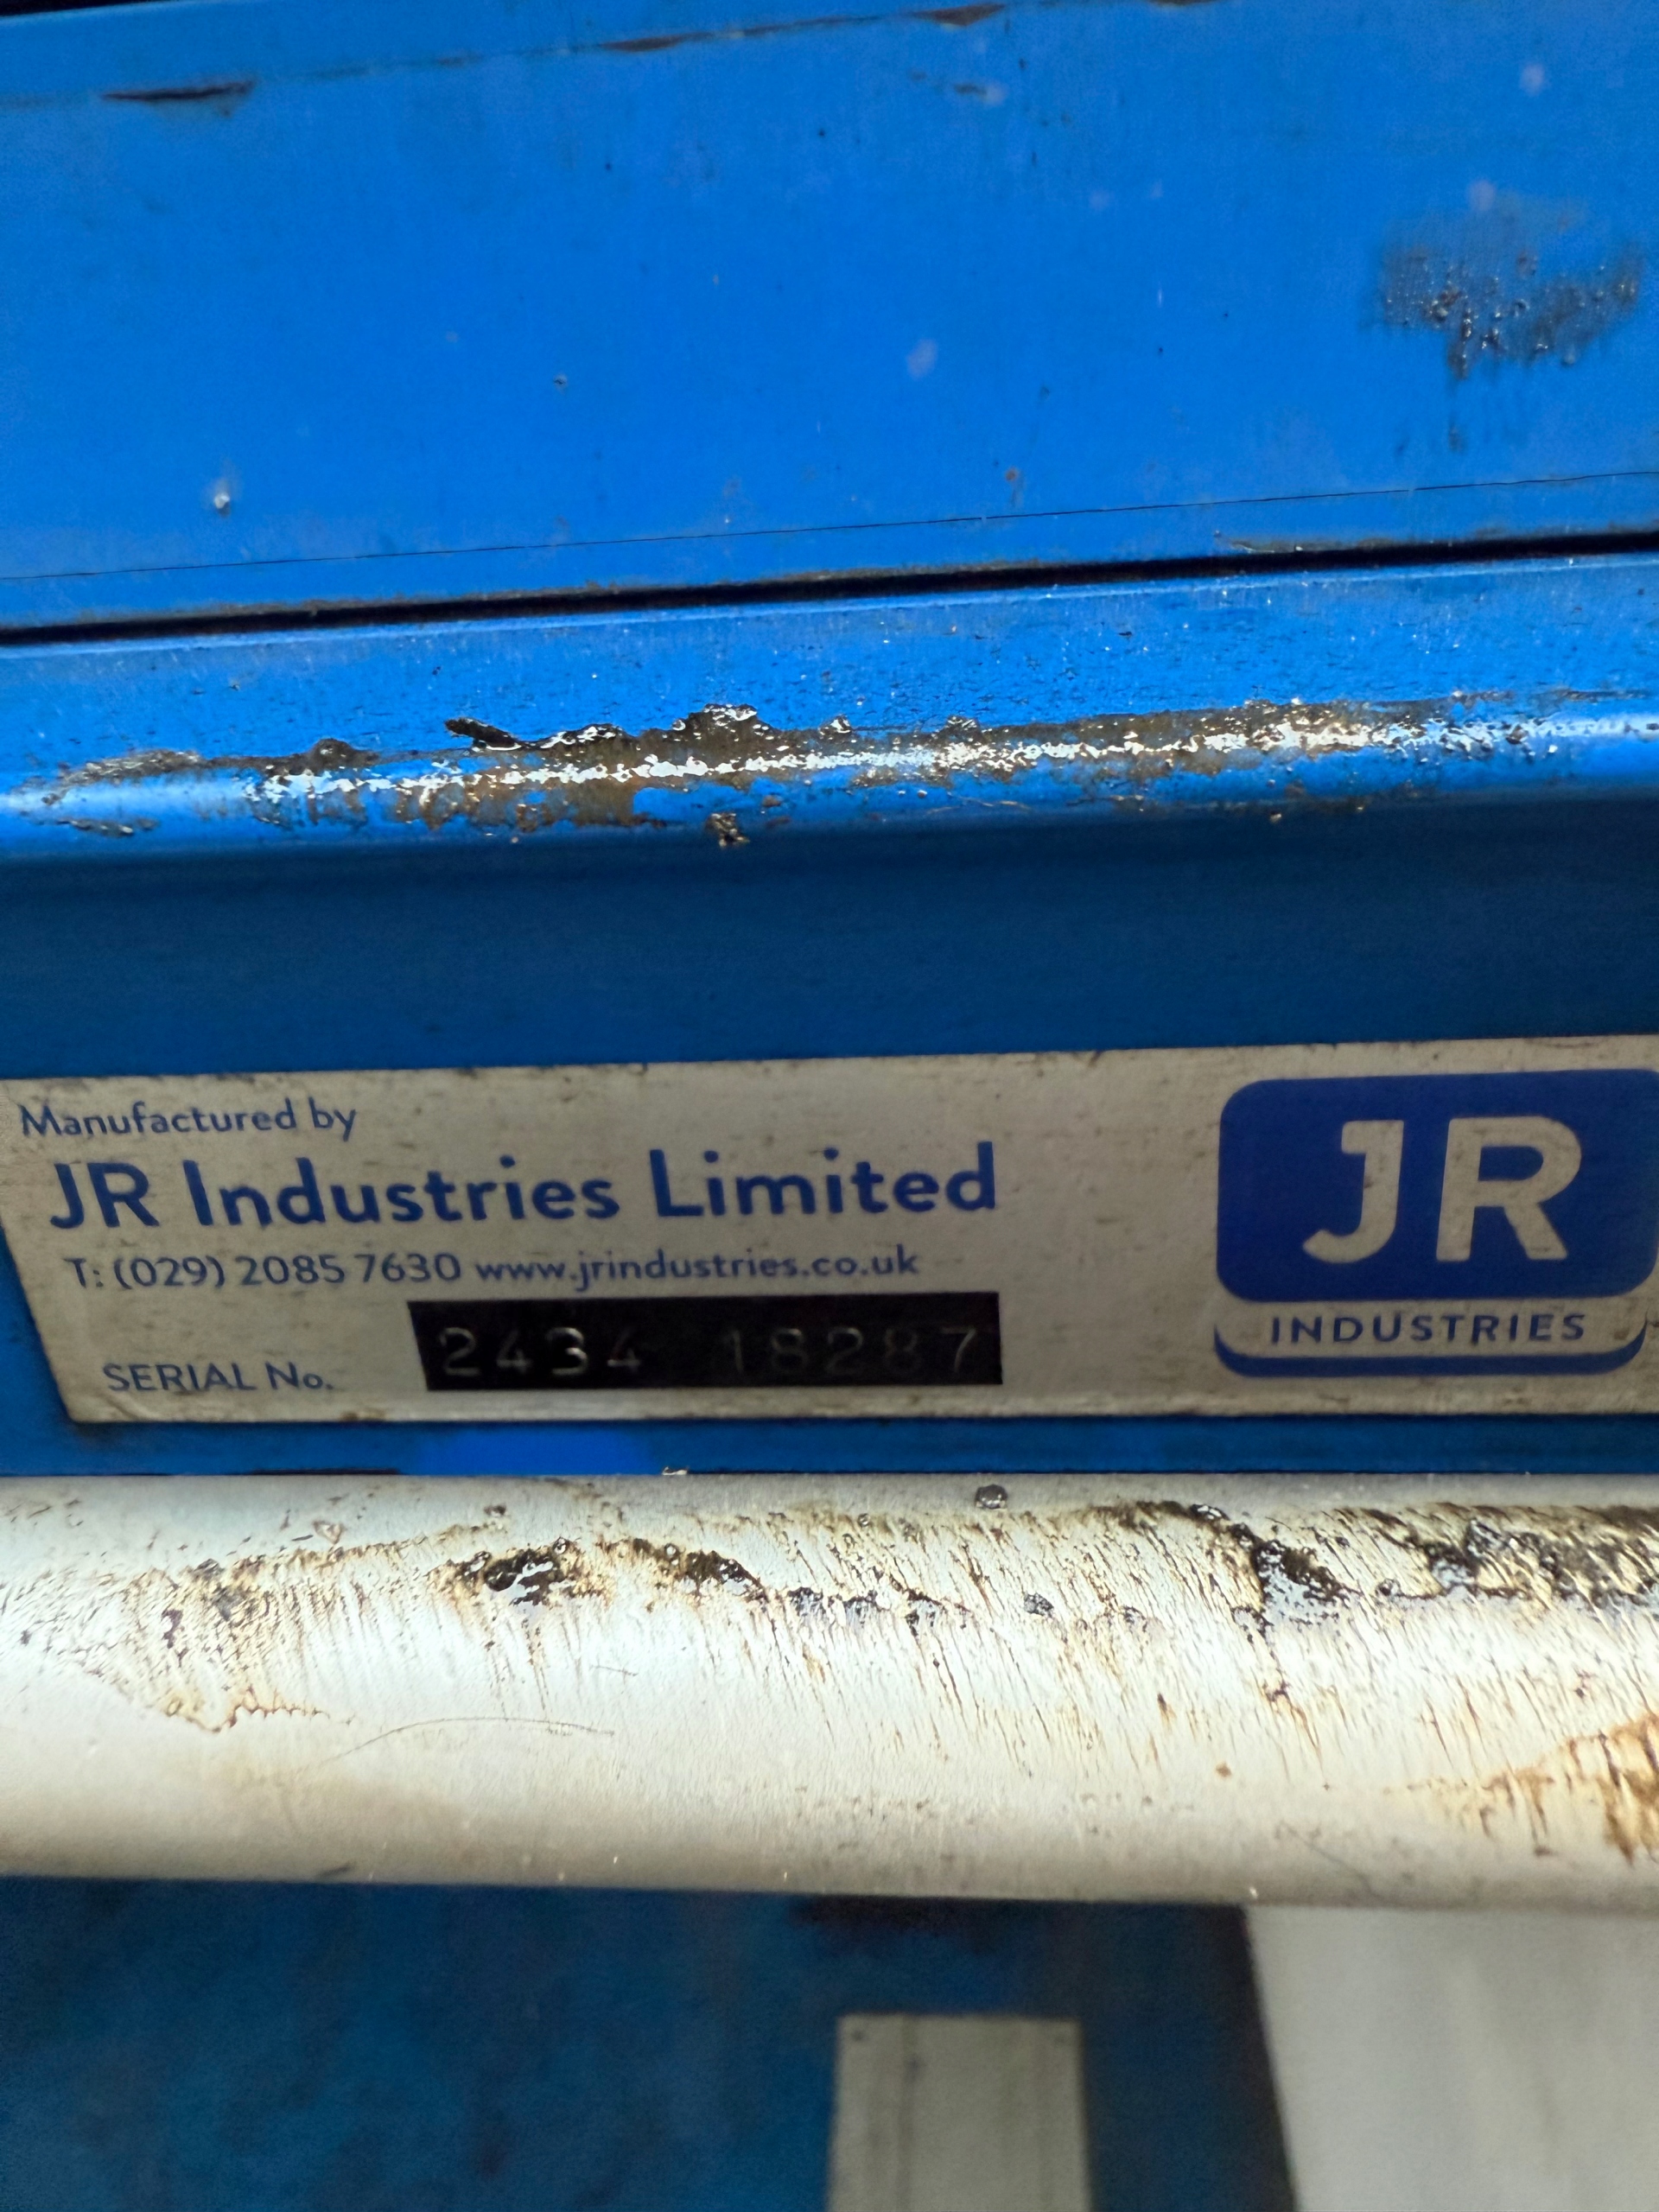 Manufactured by
JR Industries Limited
T: (029) 2085 7630 www.jrindustries.co.uk
SERIAL No. 2434 18287
JR
INDUSTRIES